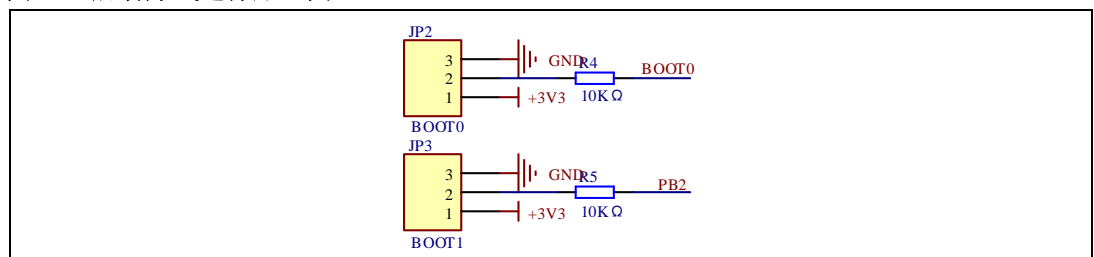 JP2
3 GND R4 BOOT0
2
1 +3V3 10KΩ
BOOT0
JP3
3 GND R5 PB2
2
1 +3V3 10KΩ
BOOT1